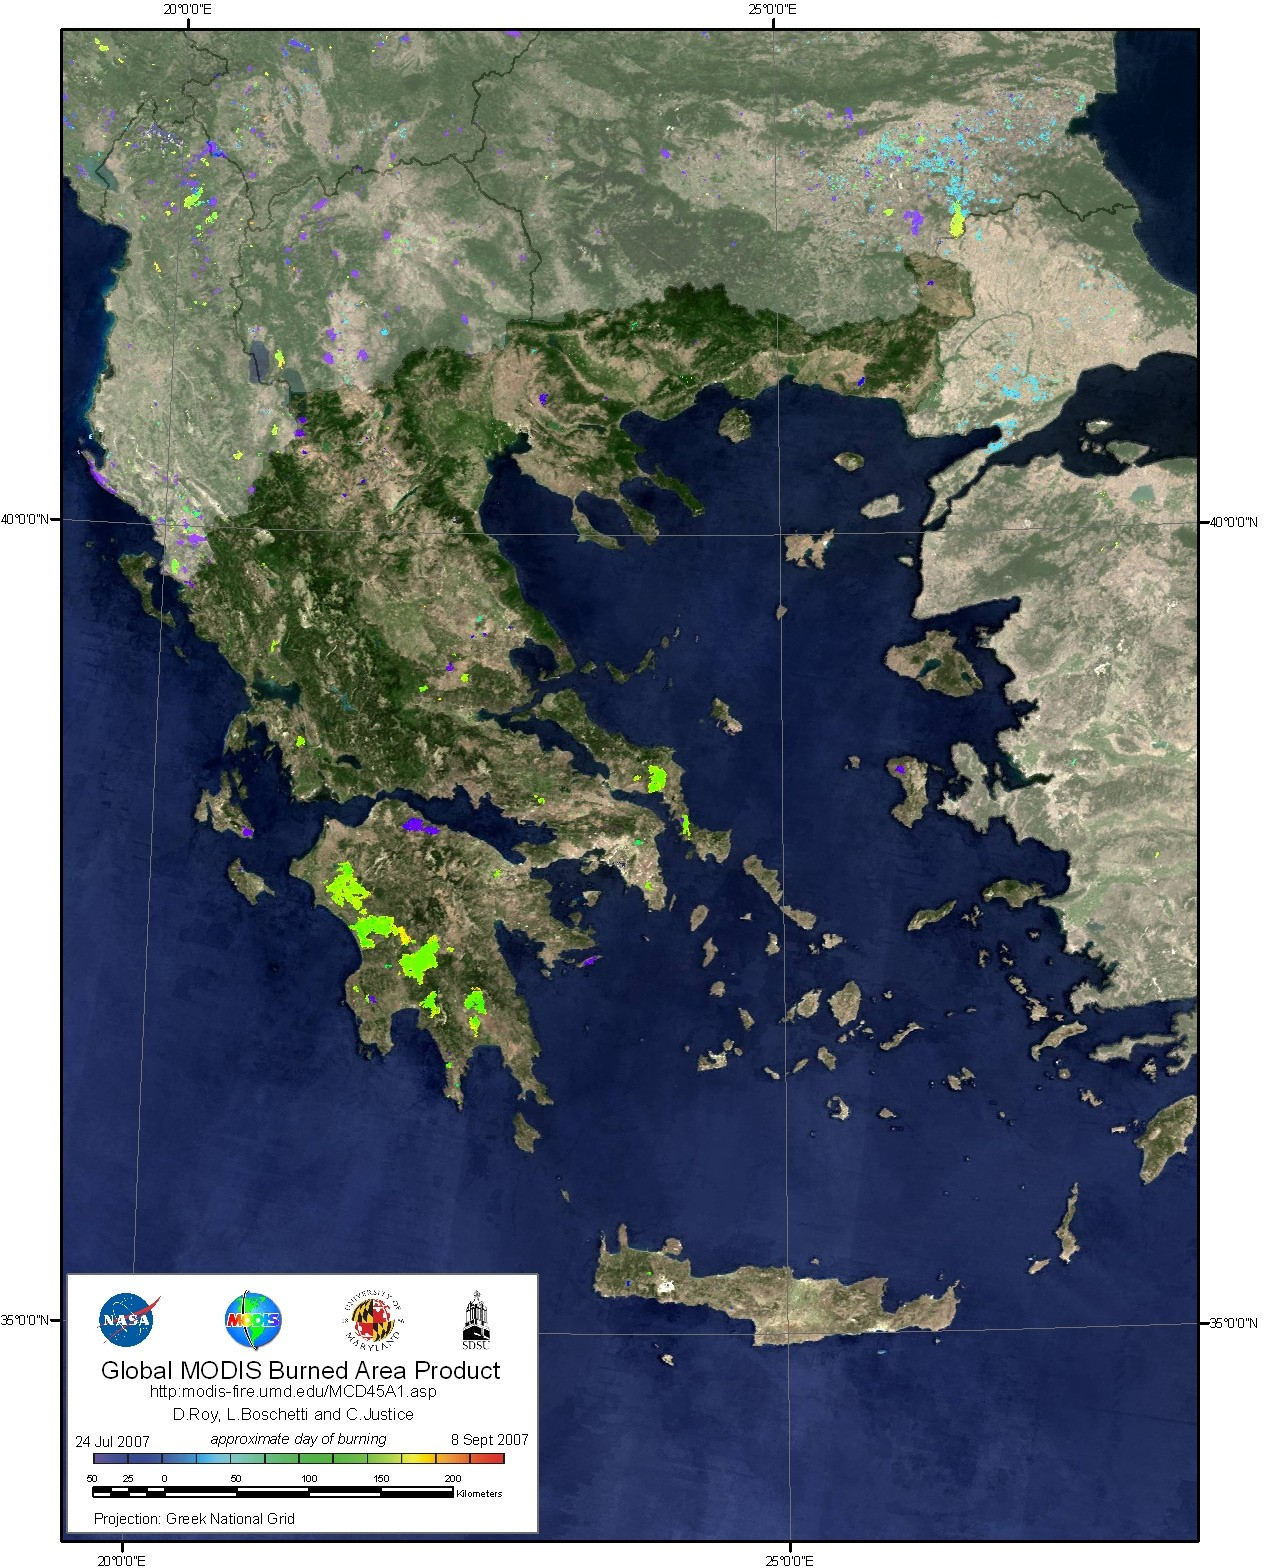 20°0'0"E 25°0'0"E
40°0'0"N 40°0'0"N
35°0'0"N 35°0'0"N
NASA
MODIS
UNIVERSITY OF
18 56
MARYLAND
SDSU
Global MODIS Burned Area Product
http:modis-fire.umd.edu/MCD45A1.asp
D.Roy, L.Boschetti and C.Justice
24 Jul 2007 approximate day of burning 8 Sept 2007
50 25 0 50 100 150 200
Kilometers
Projection: Greek National Grid
20°0'0"E 25°0'0"E